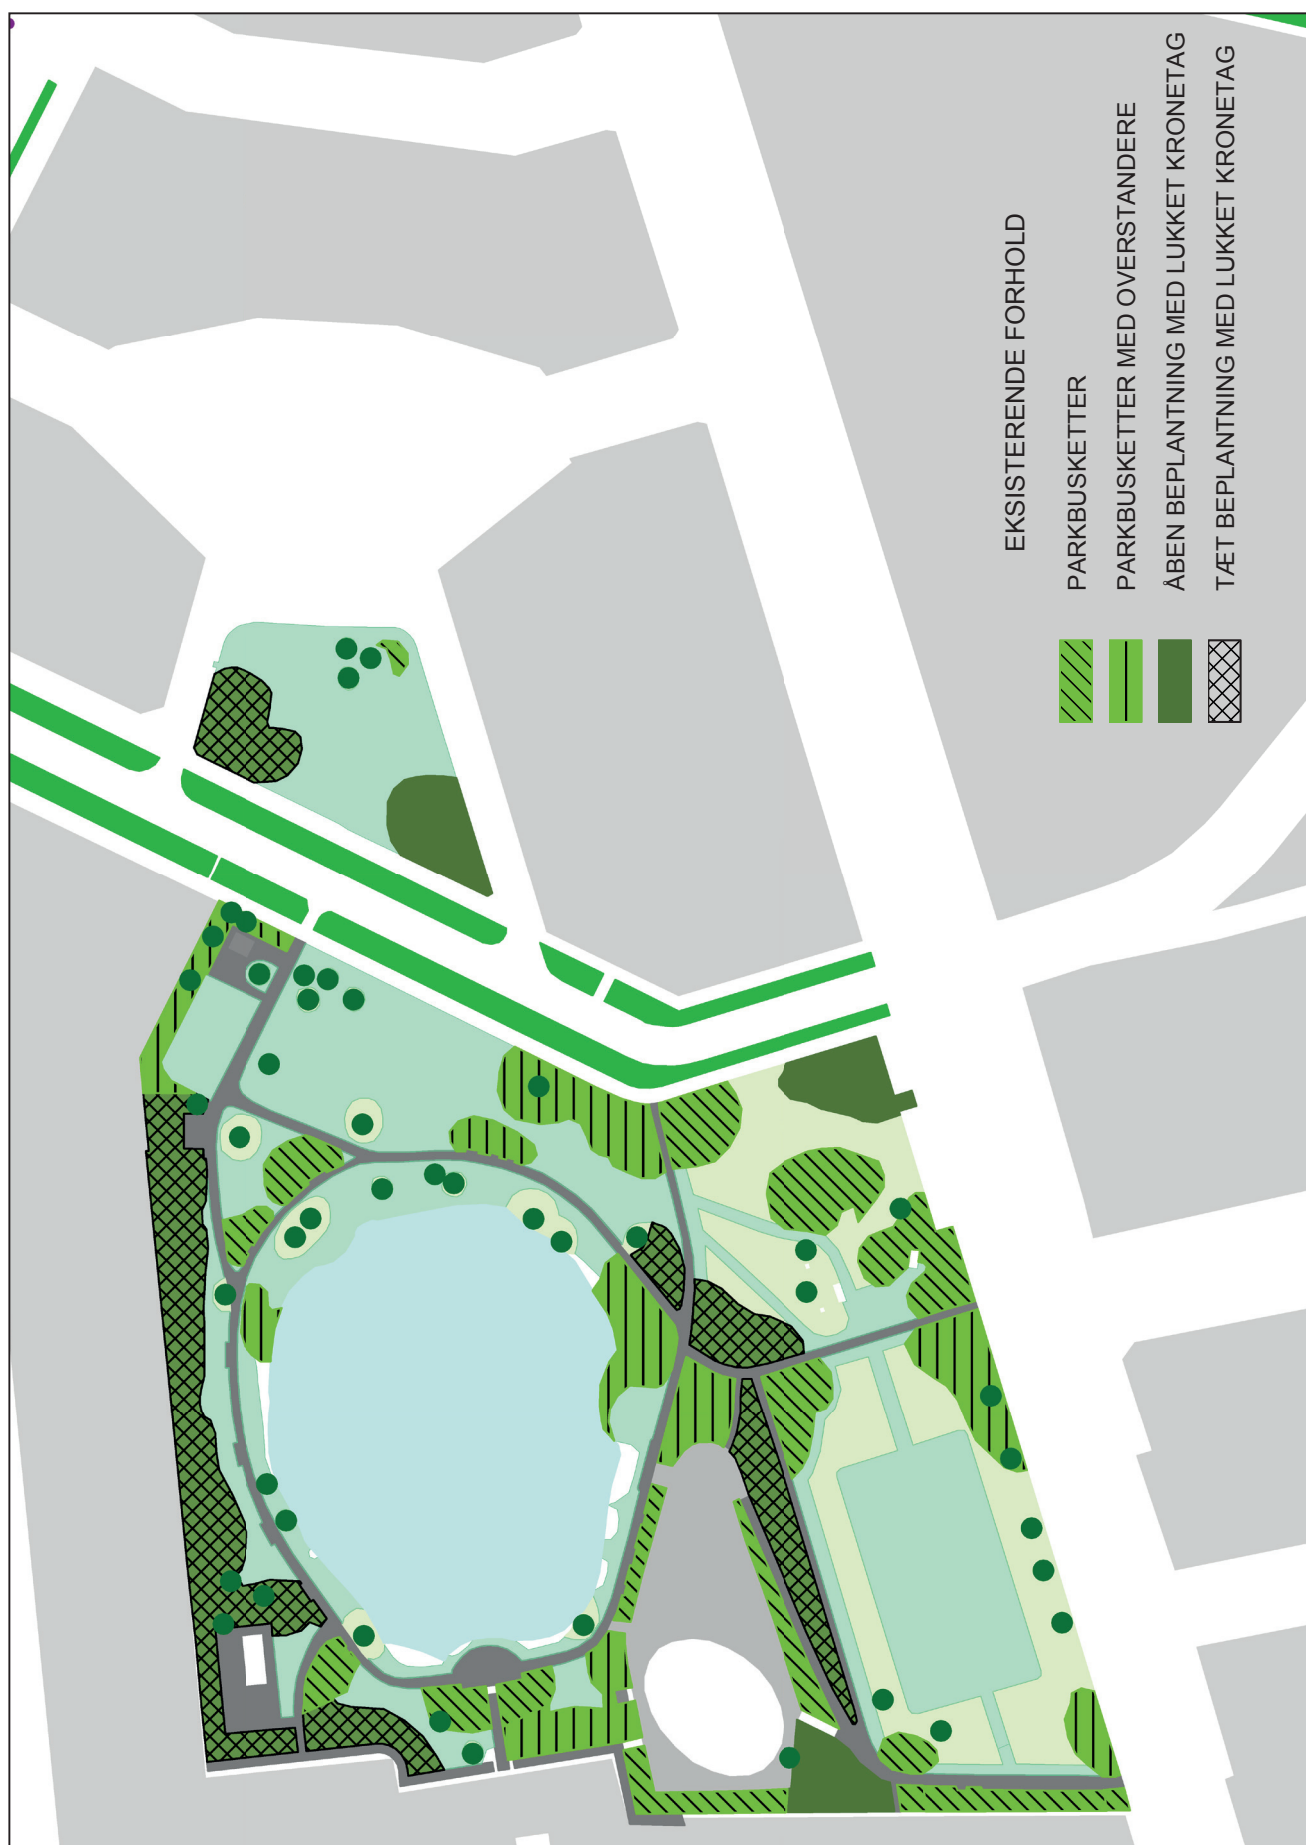 EKSISTERENDE FORHOLD
PARKBUSKETTER
PARKBUSKETTER MED OVERSTANDERE
ÅBEN BEPLANTNING MED LUKKET KRONETAG
TÆT BEPLANTNING MED LUKKET KRONETAG